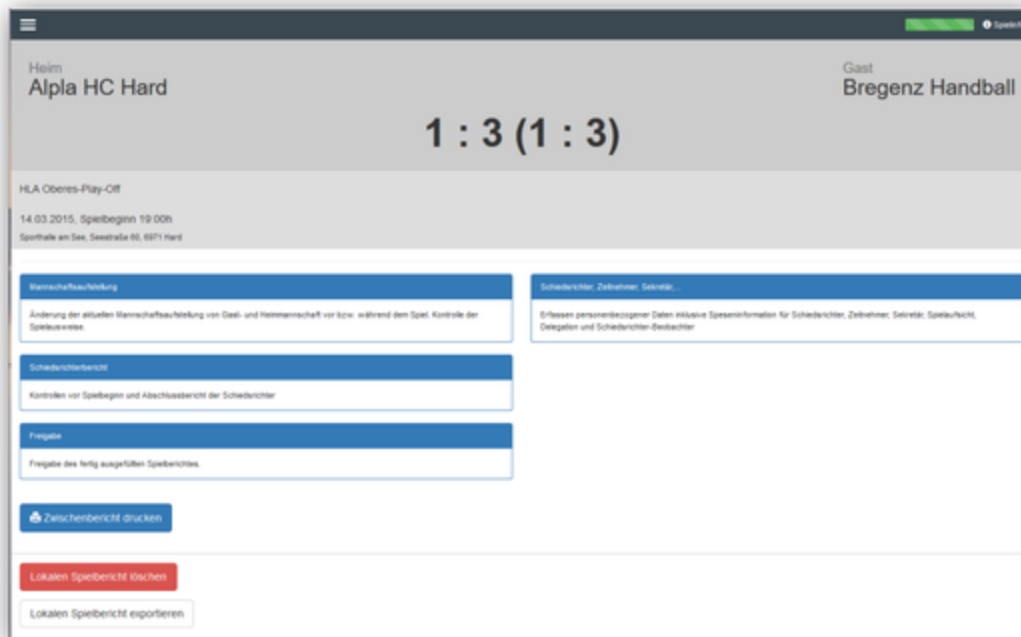 Heim
Gast
Alpla HC Hard
Bregenz Handball
1 : 3 (1 : 3)
HLA Oberes-Play-Off
14.03.2015, Spielbeginn 19:00h
Sporthalle am See, Seestraße 60, 6971 Hard
Mannschaftsaufstellung
Schiedsrichter, Zeitnehmer, Sekretär,...
Änderung der aktuellen Mannschaftsaufstellung von Gast- und Heimmannschaft vor bzw. während dem Spiel. Kontrolle der
Spielausweise.
Erfassen personenbezogener Daten inklusive Speseninformation für Schiedsrichter, Zeitnehmer, Sekretär, Spielaufsicht,
Delegation und Schiedsrichter-Beobachter
Schiedsrichterbericht
Kontrollen vor Spielbeginn und Abschlussbericht der Schiedsrichter
Freigabe
Freigabe des fertig ausgefüllten Spielberichtes.
Zwischenbericht drucken
Lokalen Spielbericht löschen
Lokalen Spielbericht exportieren